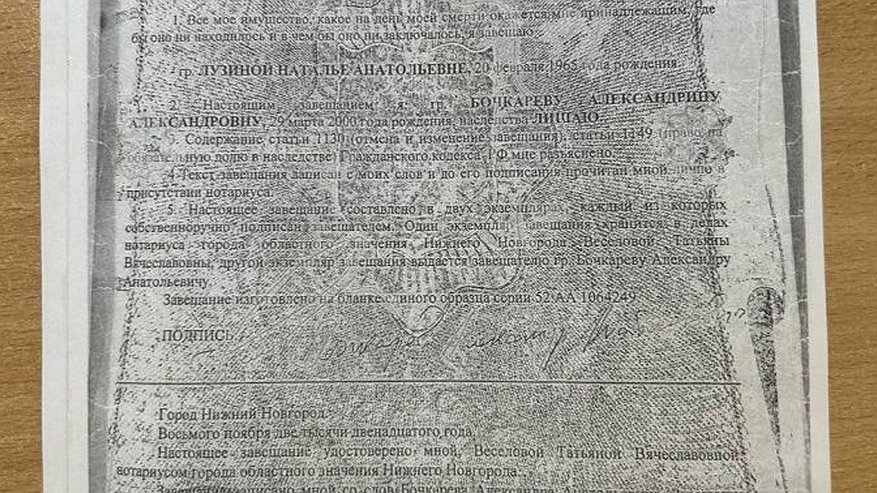 1. Все мое имущество, какое на день моей смерти окажется мне принадлежащим, где
бы оно ни находилось и в чем бы оно ни заключалось, я завещаю
гр. ЛУЗИНОЙ НАТАЛЬЕ АНАТОЛЬЕВНЕ, 20 февраля 1965 года рождения.
2. Настоящим завещанием я гр. БОЧКАРЕВУ АЛЕКСАНДРИНУ
АЛЕКСАНДРОВНУ, 29 марта 2000 года рождения, наследства ЛИШАЮ.
3. Содержание статьи 1130 (отмена и изменение завещания), статьи 1149 (право на
обязательную долю в наследстве) Гражданского кодекса РФ мне разъяснено.
4. Текст завещания записан с моих слов и до его подписания прочитан мной лично в
присутствии нотариуса.
5. Настоящее завещание составлено в двух экземплярах, каждый из которых
собственноручно подписан завещателем. Один экземпляр завещания хранится в делах
нотариуса города областного значения Нижнего Новгорода Веселовой Татьяны
Вячеславовны, другой экземпляр завещания выдается завещателю гр. Бочкареву Александру
Анатольевичу.
Завещание изготовлено на бланке единого образца серии 52 АА 1064249
ПОДПИСЬ
Город Нижний Новгород.
Восьмого ноября две тысячи двенадцатого года.
Настоящее завещание удостоверено мной, Веселовой Татьяной Вячеславовной
нотариусом города областного значения Нижнего Новгорода.
Завещание записано мной со слов Бочкарева Александра